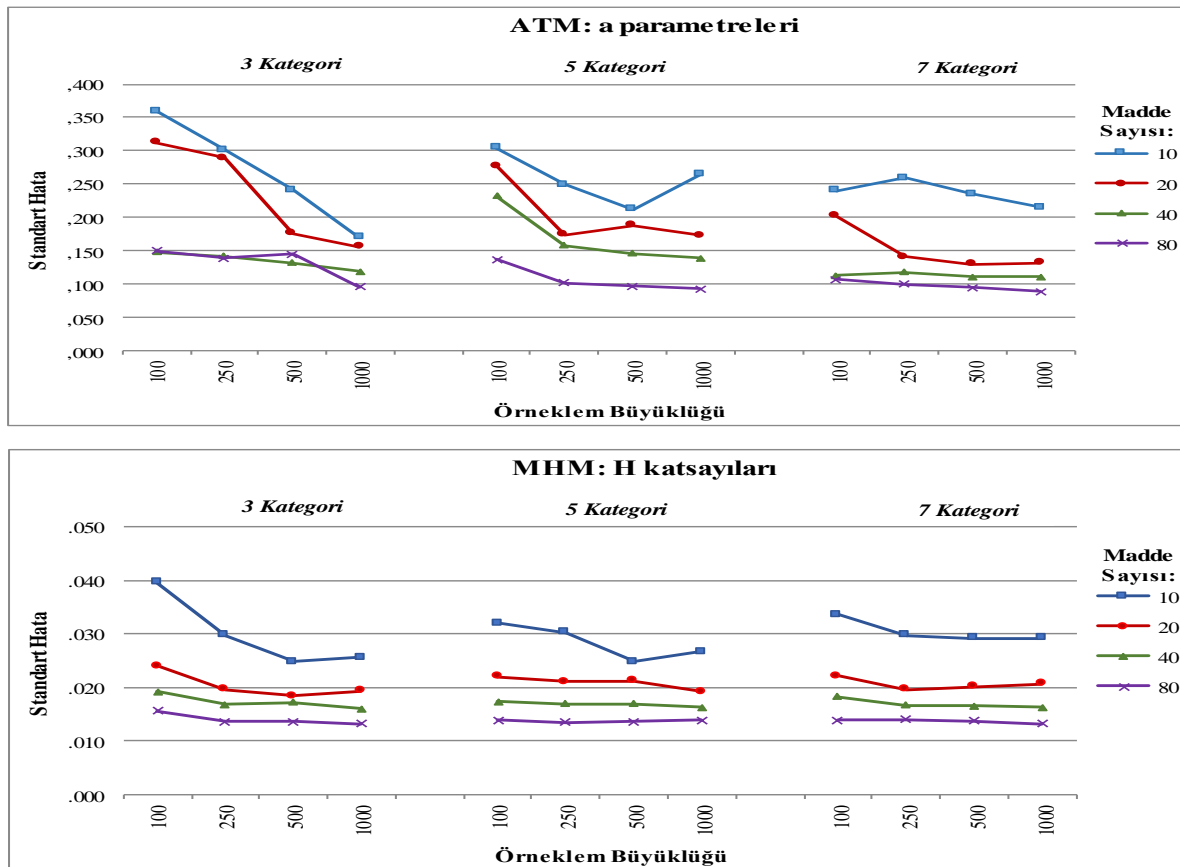 ATM: a parametreleri
3 Kategori 5 Kategori 7 Kategori
,400
,350
,300
,250
,200
,150
,100
,050
,000
Standart Hata
100 250 500 1000 100 250 500 1000 100 250 500 1000
Örneklem Büyüklüğü
Madde
Sayısı:
10
20
40
80
MHM: H katsayıları
3 Kategori 5 Kategori 7 Kategori
.050
.040
.030
.020
.010
.000
Standart Hata
100 250 500 1000 100 250 500 1000 100 250 500 1000
Örneklem Büyüklüğü
Madde
Sayısı:
10
20
40
80